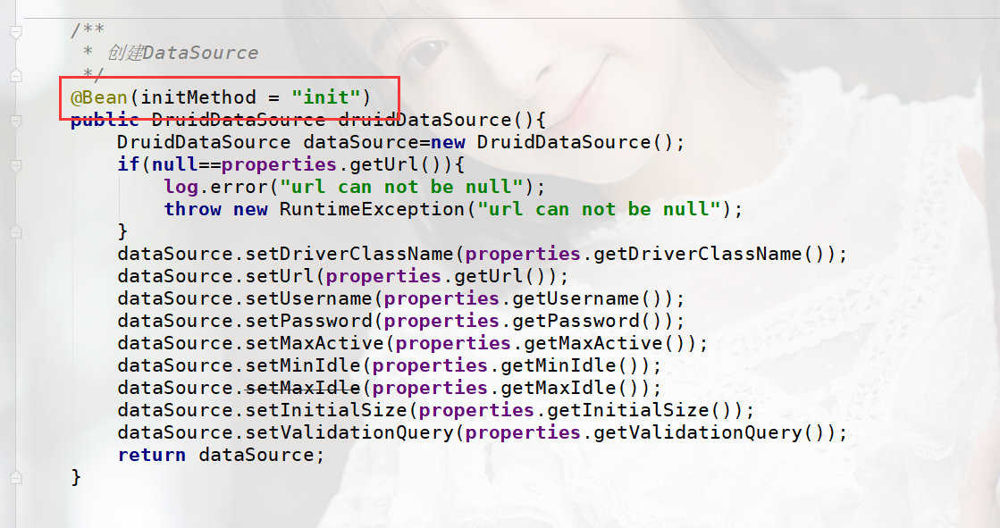 /**
 * 创建DataSource
 */
@Bean(initMethod = "init")
public DruidDataSource druidDataSource(){
    DruidDataSource dataSource=new DruidDataSource();
    if(null==properties.getUrl()){
        log.error("url can not be null");
        throw new RuntimeException("url can not be null");
    }
    dataSource.setDriverClassName(properties.getDriverClassName());
    dataSource.setUrl(properties.getUrl());
    dataSource.setUsername(properties.getUsername());
    dataSource.setPassword(properties.getPassword());
    dataSource.setMaxActive(properties.getMaxActive());
    dataSource.setMinIdle(properties.getMinIdle());
    dataSource.setMaxIdle(properties.getMaxIdle());
    dataSource.setInitialSize(properties.getInitialSize());
    dataSource.setValidationQuery(properties.getValidationQuery());
    return dataSource;
}